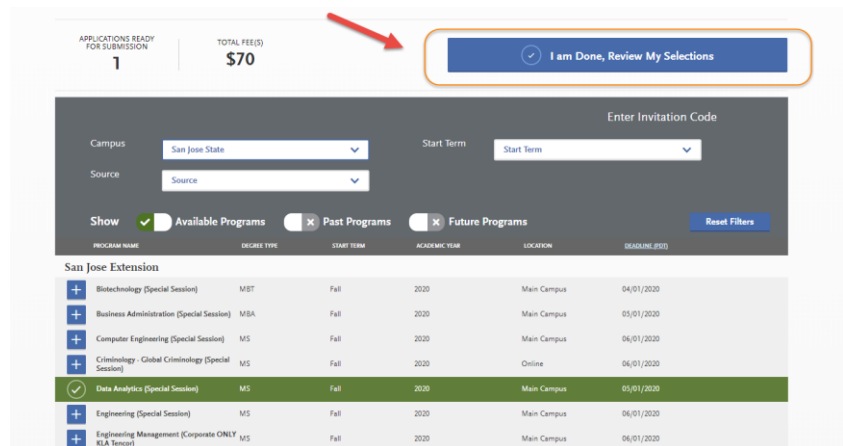 APPLICATIONS READY
FOR SUBMISSION
1
TOTAL FEE(S)
$70
I am Done, Review My Selections
Enter Invitation Code
Campus
San Jose State
Start Term
Start Term
Source
Source
Show Available Programs Past Programs Future Programs Reset Filters
PROGRAM NAME DEGREE TYPE START TERM ACADEMIC YEAR LOCATION DEADLINE (PDT)
San Jose Extension
Biotechnology (Special Session) MBT Fall 2020 Main Campus 04/01/2020
Business Administration (Special Session) MBA Fall 2020 Main Campus 05/01/2020
Computer Engineering (Special Session) MS Fall 2020 Main Campus 06/01/2020
Criminology - Global Criminology (Special
Session) MS Fall 2020 Online 06/01/2020
Data Analytics (Special Session) MS Fall 2020 Main Campus 05/01/2020
Engineering (Special Session) MS Fall 2020 Main Campus 06/01/2020
Engineering Management (Corporate ONLY
KLA Tencor) MS Fall 2020 Main Campus 06/01/2020